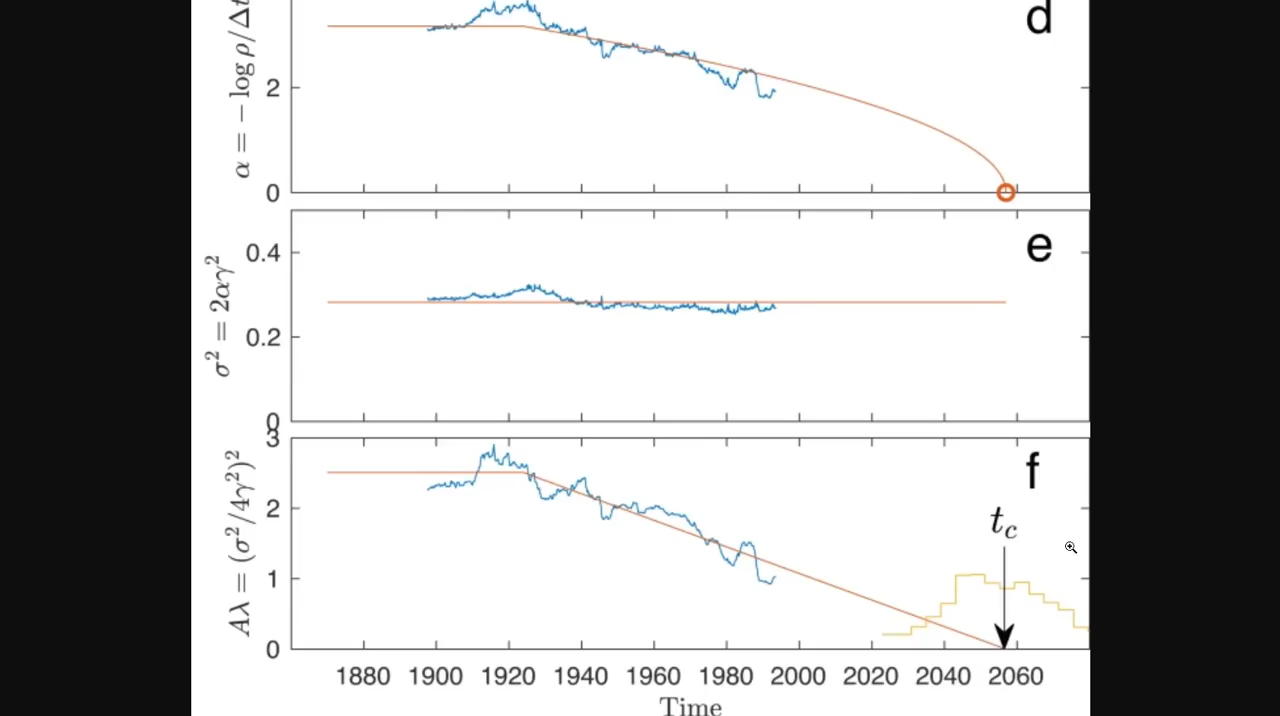 d
α = − log ρ/Δt
2
0
e
σ² = 2αγ²
0.4
0.2
0
f
Aλ = (σ²/4γ²)²
3
2
1
0
t_c
1880 1900 1920 1940 1960 1980 2000 2020 2040 2060
Time